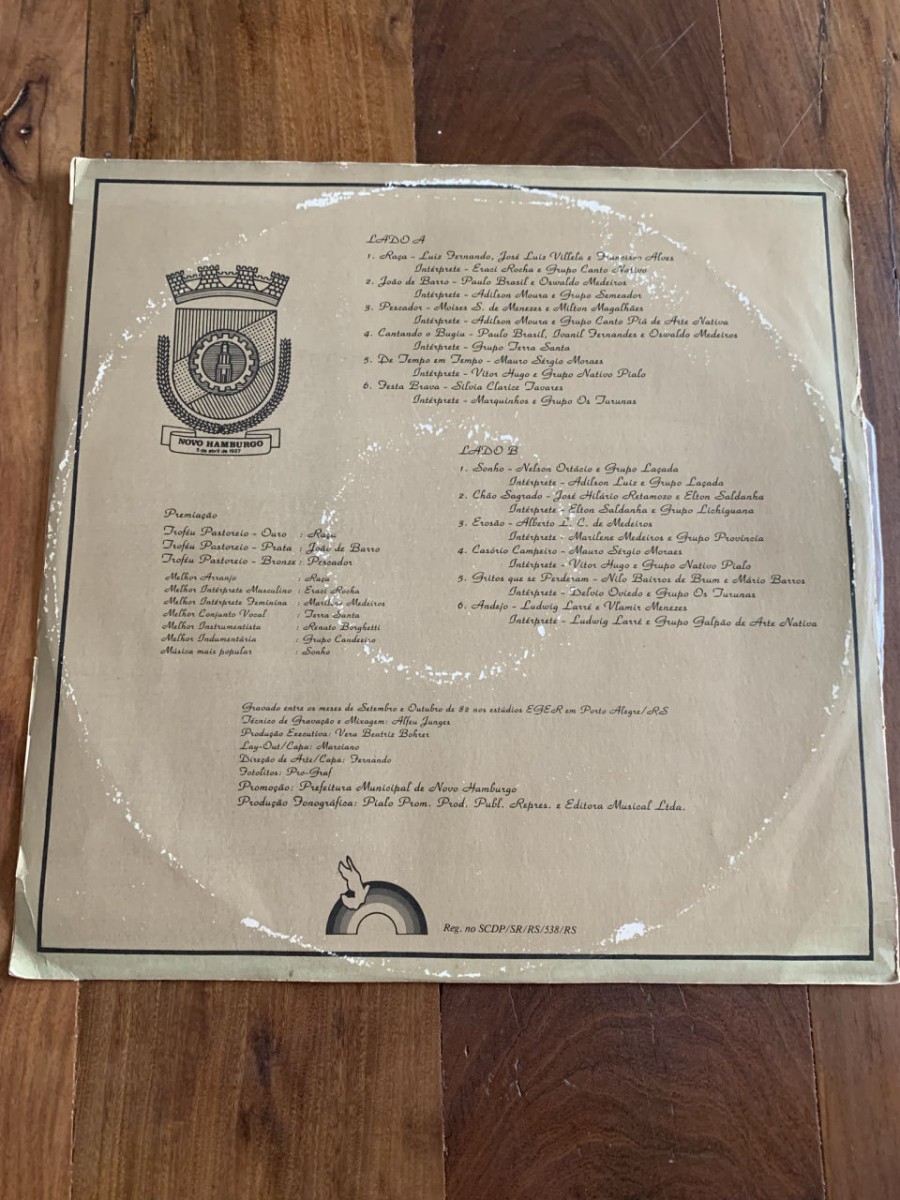 LADO A
1. Raça - Luiz Fernando, José Luiz Villela e Francisco Alves
Intérprete - Eraci Rocha e Grupo Canto Nativo
2. João de Barro - Paulo Brasil e Oswaldo Medeiros
Intérprete - Adilson Moura e Grupo Semeador
3. Pescador - Moises S. de Menezes e Milton Magalhães
Intérprete - Adilson Moura e Grupo Canto Piá de Arte Nativa
4. Cantando o Bugiu - Paulo Brasil, Ivanil Fernandes e Oswaldo Medeiros
Intérprete - Grupo Terra Santa
5. De Tempo em Tempo - Mauro Sérgio Moraes
Intérprete - Vitor Hugo e Grupo Nativo Pialo
6. Festa Brava - Silvia Clarice Tavares
Intérprete - Marquinhos e Grupo Os Turunas
NOVO HAMBURGO
5 de abril de 1927
LADO B
1. Sonho - Nelson Ortácio e Grupo Laçada
Intérprete - Adilson Luiz e Grupo Laçada
2. Chão Sagrado - José Hilário Retamozo e Elton Saldanha
Intérprete - Elton Saldanha e Grupo Lichiguana
3. Erosão - Alberto L. C. de Medeiros
Intérprete - Marilene Medeiros e Grupo Província
4. Casório Campeiro - Mauro Sérgio Moraes
Intérprete - Vitor Hugo e Grupo Nativo Pialo
5. Gritos que se Perderam - Nilo Bairros de Brum e Mário Barros
Intérprete - Delvio Oviedo e Grupo Os Turunas
6. Andejo - Ludwig Larré e Vlamir Menezes
Intérprete - Ludwig Larré e Grupo Galpão de Arte Nativa
Premiação
Troféu Pastoreio - Ouro : Raça
Troféu Pastoreio - Prata : João de Barro
Troféu Pastoreio - Bronze : Pescador
Melhor Arranjo : Raça
Melhor Intérprete Masculino : Eraci Rocha
Melhor Intérprete Feminina : Medeiros
Melhor Conjunto Vocal : Terra Santa
Melhor Instrumentista : Renato Borghetti
Melhor Indumentária : Grupo Candeeiro
Música mais popular : Sonho
Gravado entre os meses de Setembro e Outubro de 82 nos estúdios EGER em Porto Alegre/RS
Técnico de Gravação e Mixagem: Alfeu Junges
Produção Executiva: Vera Beatriz Bohrer
Lay-Out/Capa: Marciano
Direção de Arte/Capa: Fernando
Fotolitos: Pro-Graf
Promoção: Prefeitura Municipal de Novo Hamburgo
Produção Fonográfica: Pialo Prom. Prod. Publ. Repres. e Editora Musical Ltda.
Reg. no SCDP/SR/RS/538/RS